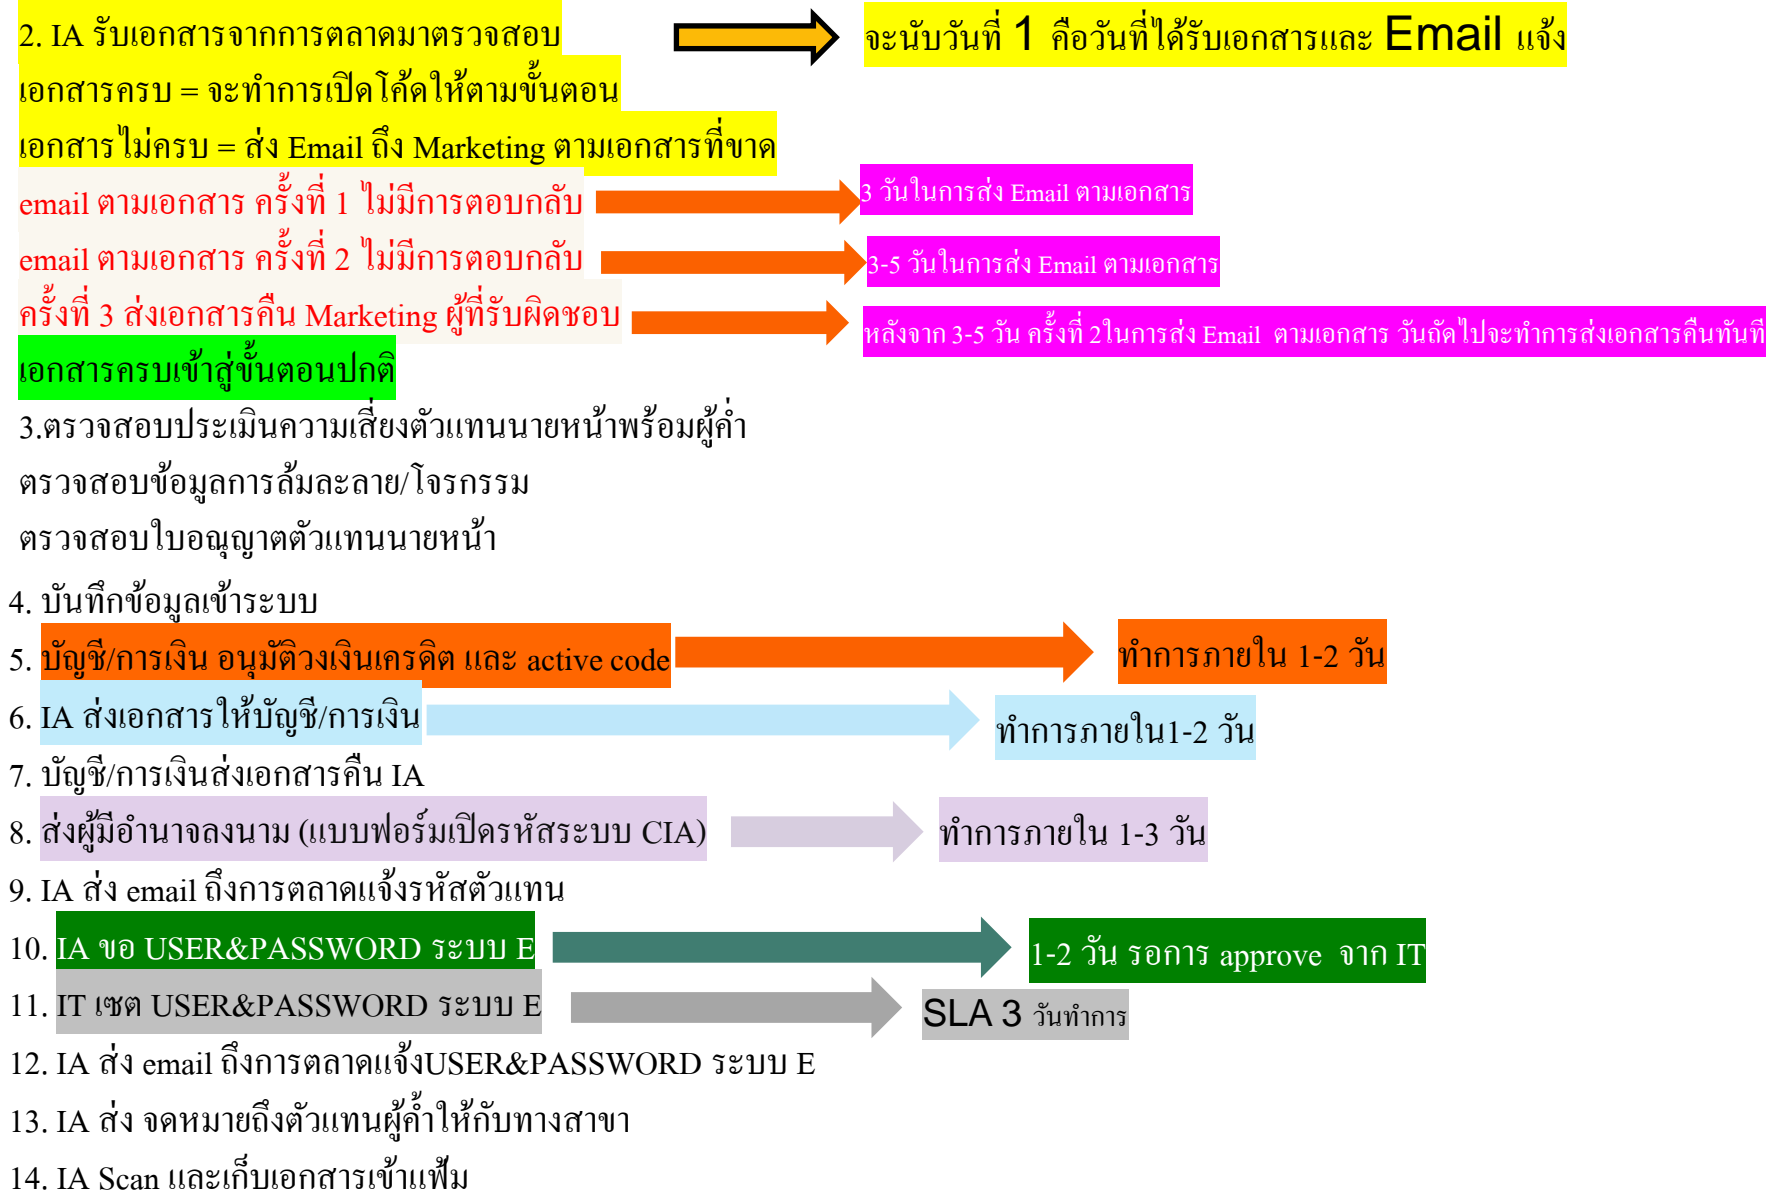 2. IA รับเอกสารจากการตลาดมาตรวจสอบ
จะนับวันที่ 1 คือวันที่ได้รับเอกสารและ Email แจ้ง
เอกสารครบ = จะทำการเปิดโค้ดให้ตามขั้นตอน
เอกสารไม่ครบ = ส่ง Email ถึง Marketing ตามเอกสารที่ขาด
email ตามเอกสาร ครั้งที่ 1 ไม่มีการตอบกลับ
3 วันในการส่ง Email ตามเอกสาร
email ตามเอกสาร ครั้งที่ 2 ไม่มีการตอบกลับ
3-5 วันในการส่ง Email ตามเอกสาร
ครั้งที่ 3 ส่งเอกสารคืน Marketing ผู้ที่รับผิดชอบ
หลังจาก 3-5 วัน ครั้งที่ 2ในการส่ง Email ตามเอกสาร วันถัดไปจะทำการส่งเอกสารคืนทันที
เอกสารครบเข้าสู่ขั้นตอนปกติ
3.ตรวจสอบประเมินความเสี่ยงตัวแทนนายหน้าพร้อมผู้ค่ำ
ตรวจสอบข้อมูลการล้มละลาย/โจรกรรม
ตรวจสอบใบอณุญาตตัวแทนนายหน้า
4. บันทึกข้อมูลเข้าระบบ
5. บัญชี/การเงิน อนุมัติวงเงินเครดิต และ active code
ทำการภายใน 1-2 วัน
6. IA ส่งเอกสารให้บัญชี/การเงิน
ทำการภายใน1-2 วัน
7. บัญชี/การเงินส่งเอกสารคืน IA
8. ส่งผู้มีอำนาจลงนาม (แบบฟอร์มเปิดรหัสระบบ CIA)
ทำการภายใน 1-3 วัน
9. IA ส่ง email ถึงการตลาดแจ้งรหัสตัวแทน
10. IA ขอ USER&PASSWORD ระบบ E
1-2 วัน รอการ approve จาก IT
11. IT เซต USER&PASSWORD ระบบ E
SLA 3 วันทำการ
12. IA ส่ง email ถึงการตลาดแจ้งUSER&PASSWORD ระบบ E
13. IA ส่ง จดหมายถึงตัวแทนผู้ค้ำให้กับทางสาขา
14. IA Scan และเก็บเอกสารเข้าแฟ้ม